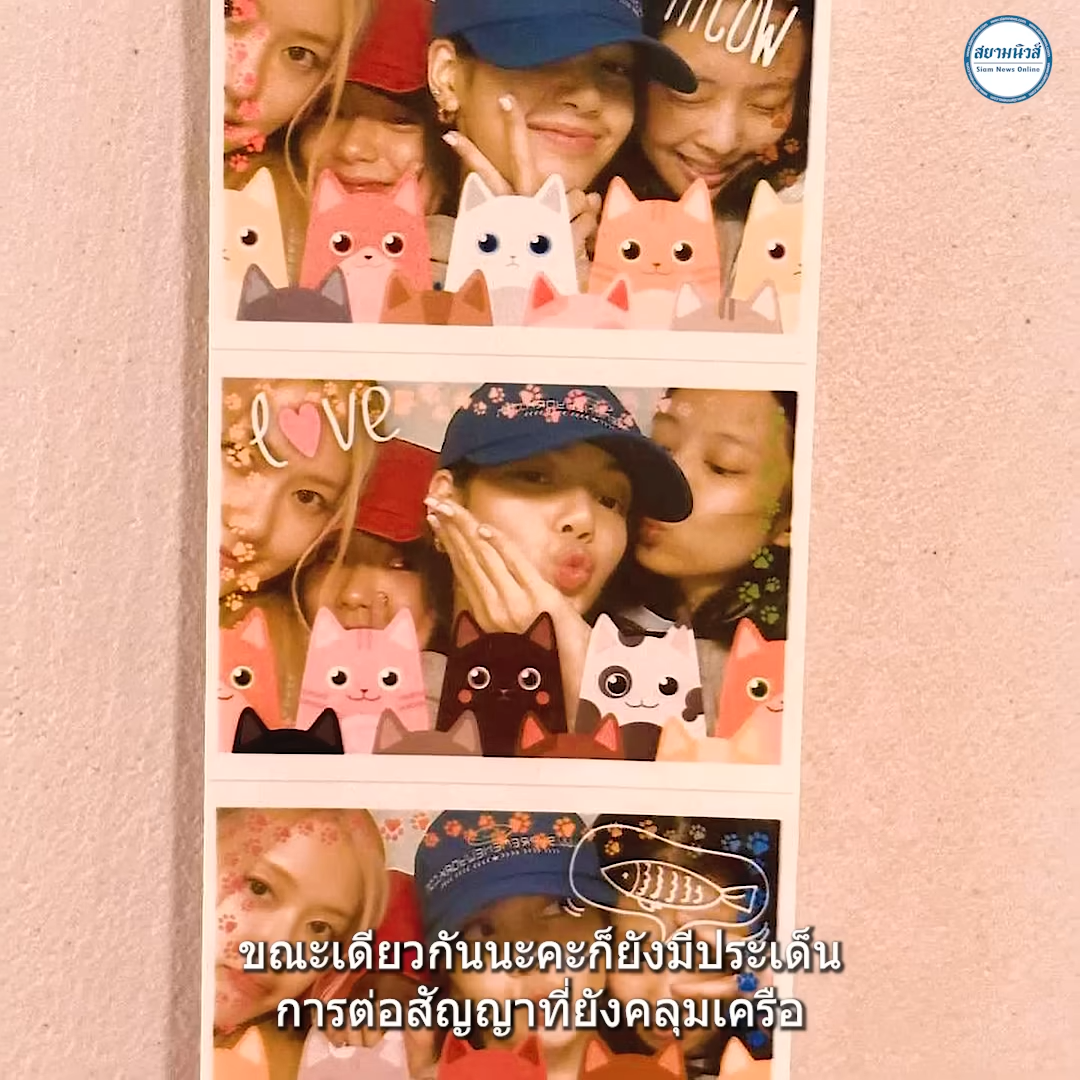 MEOW
สยามนิวส์
Siam News Online
LOVE
ขณะเดียวกันนะคะก็ยังมีประเด็น
การต่อสัญญาที่ยังคลุมเครือ